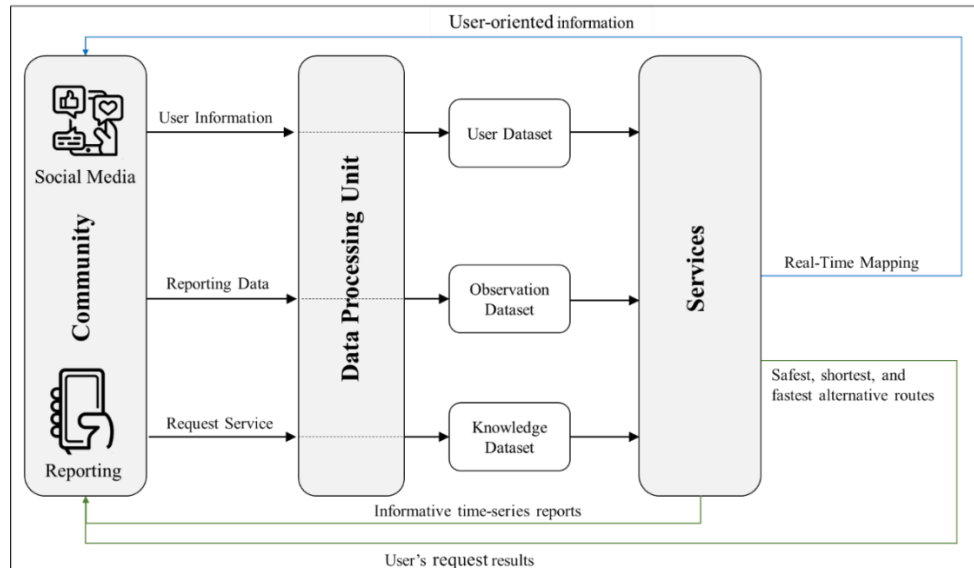 User-oriented information
Social Media
Community
Reporting
User Information
Reporting Data
Request Service
Data Processing Unit
User Dataset
Observation
Dataset
Knowledge
Dataset
Services
Real-Time Mapping
Safest, shortest, and
fastest alternative routes
Informative time-series reports
User's request results